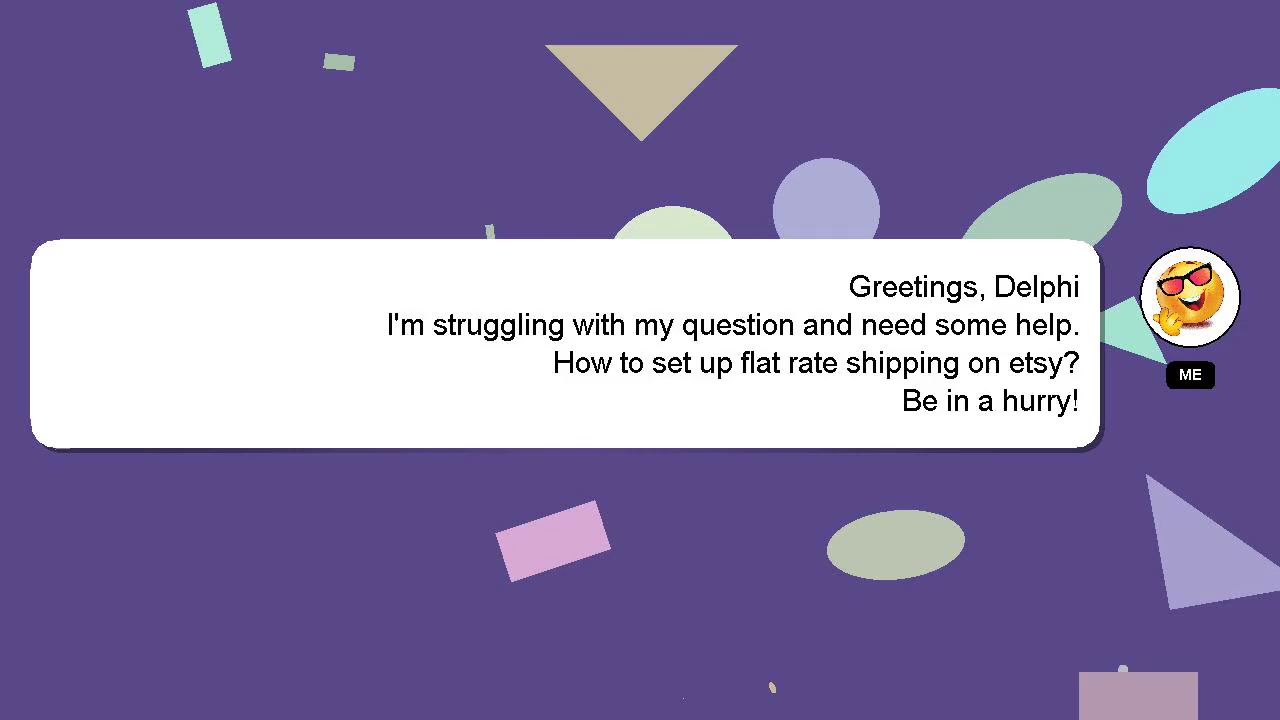 Greetings, Delphi
I'm struggling with my question and need some help.
How to set up flat rate shipping on etsy?
Be in a hurry!
ME